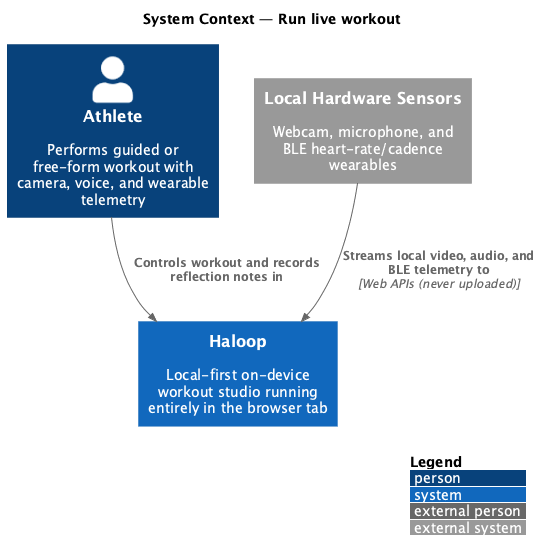 System Context — Run live workout
Athlete
Performs guided or
free-form workout with
camera, voice, and wearable
telemetry
Local Hardware Sensors
Webcam, microphone, and
BLE heart-rate/cadence
wearables
Controls workout and records
reflection notes in
Streams local video, audio, and
BLE telemetry to
[Web APIs (never uploaded)]
Haloop
Local-first on-device
workout studio running
entirely in the browser tab
Legend
person
system
external person
external system